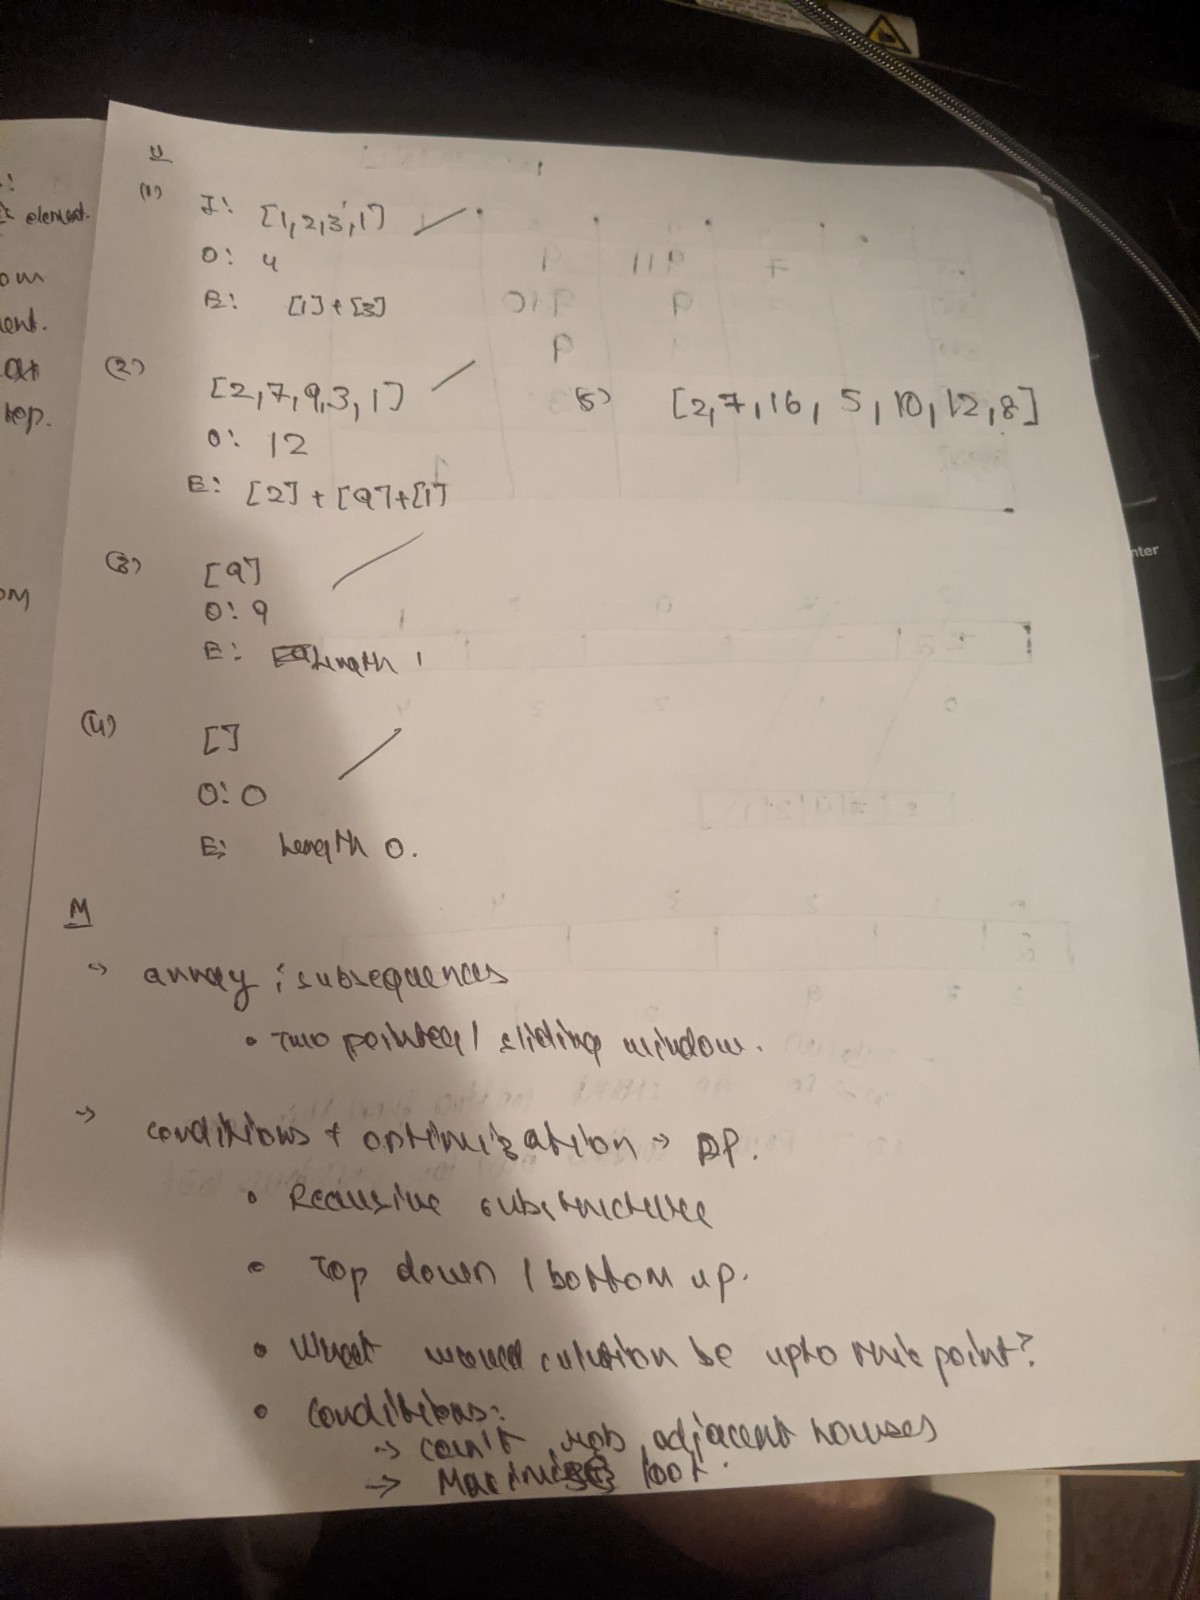 : 
element.
om
ent.
top.
OM
U
(1)
I: [1,2,3,1]
O: 4
E: [1] + [3]
(2)
[2,7,9,3,1]
O: 12
E: [2] + [9]+[1]
(5) [2,7,16, 5,10,12,8]
(3)
[9]
O: 9
E: Length 1
(4)
[]
O: 0
E: Length 0.
M
-> array ; subsequences
• Two pointer / sliding window.
-> conditions + optimization -> DP.
• Recursive substructure
• Top down / bottom up.
• What would solution be upto this point?
• Conditions:
-> can't rob adjacent houses
-> Maximise loot.
nter